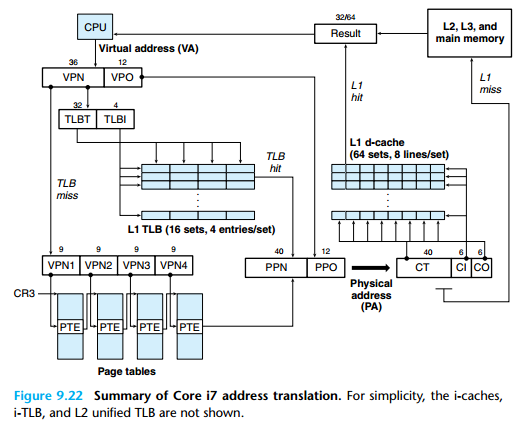 CPU
Virtual address (VA)
32/64
Result
L2, L3, and
main memory
36 12
VPN VPO
32 4
TLBT TLBI
L1
hit
L1
miss
TLB
miss
TLB
hit
L1 d-cache
(64 sets, 8 lines/set)
L1 TLB (16 sets, 4 entries/set)
9 9 9 9
VPN1 VPN2 VPN3 VPN4
40 12
PPN PPO
40 6 6
CT CI CO
Physical
address
(PA)
CR3
PTE PTE PTE PTE
Page tables
Figure 9.22 Summary of Core i7 address translation. For simplicity, the i-caches,
i-TLB, and L2 unified TLB are not shown.